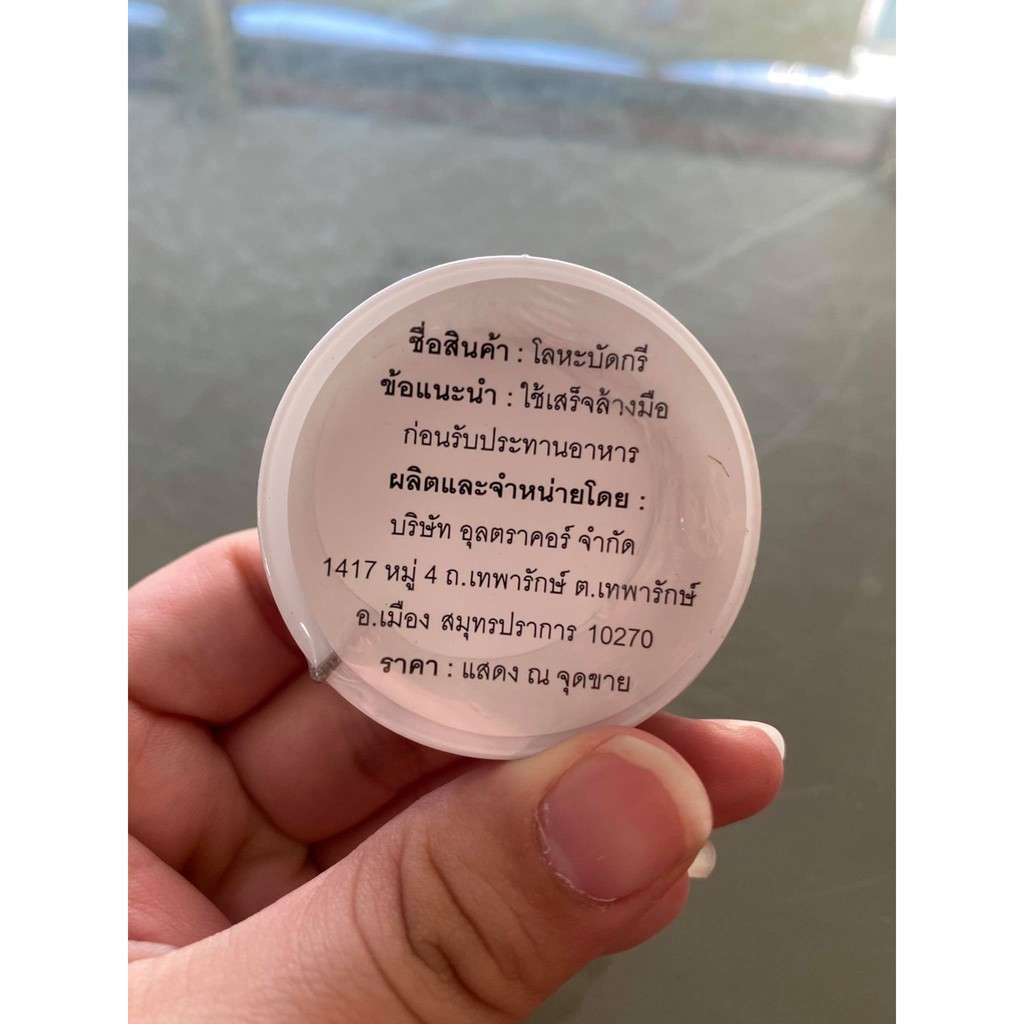 ชื่อสินค้า : โลหะบัดกรี
ข้อแนะนำ : ใช้เสร็จล้างมือ
ก่อนรับประทานอาหาร
ผลิตและจำหน่ายโดย :
บริษัท อุลตราคอร์ จำกัด
1417 หมู่ 4 ถ.เทพารักษ์ ต.เทพารักษ์
อ.เมือง สมุทรปราการ 10270
ราคา : แสดง ณ จุดขาย